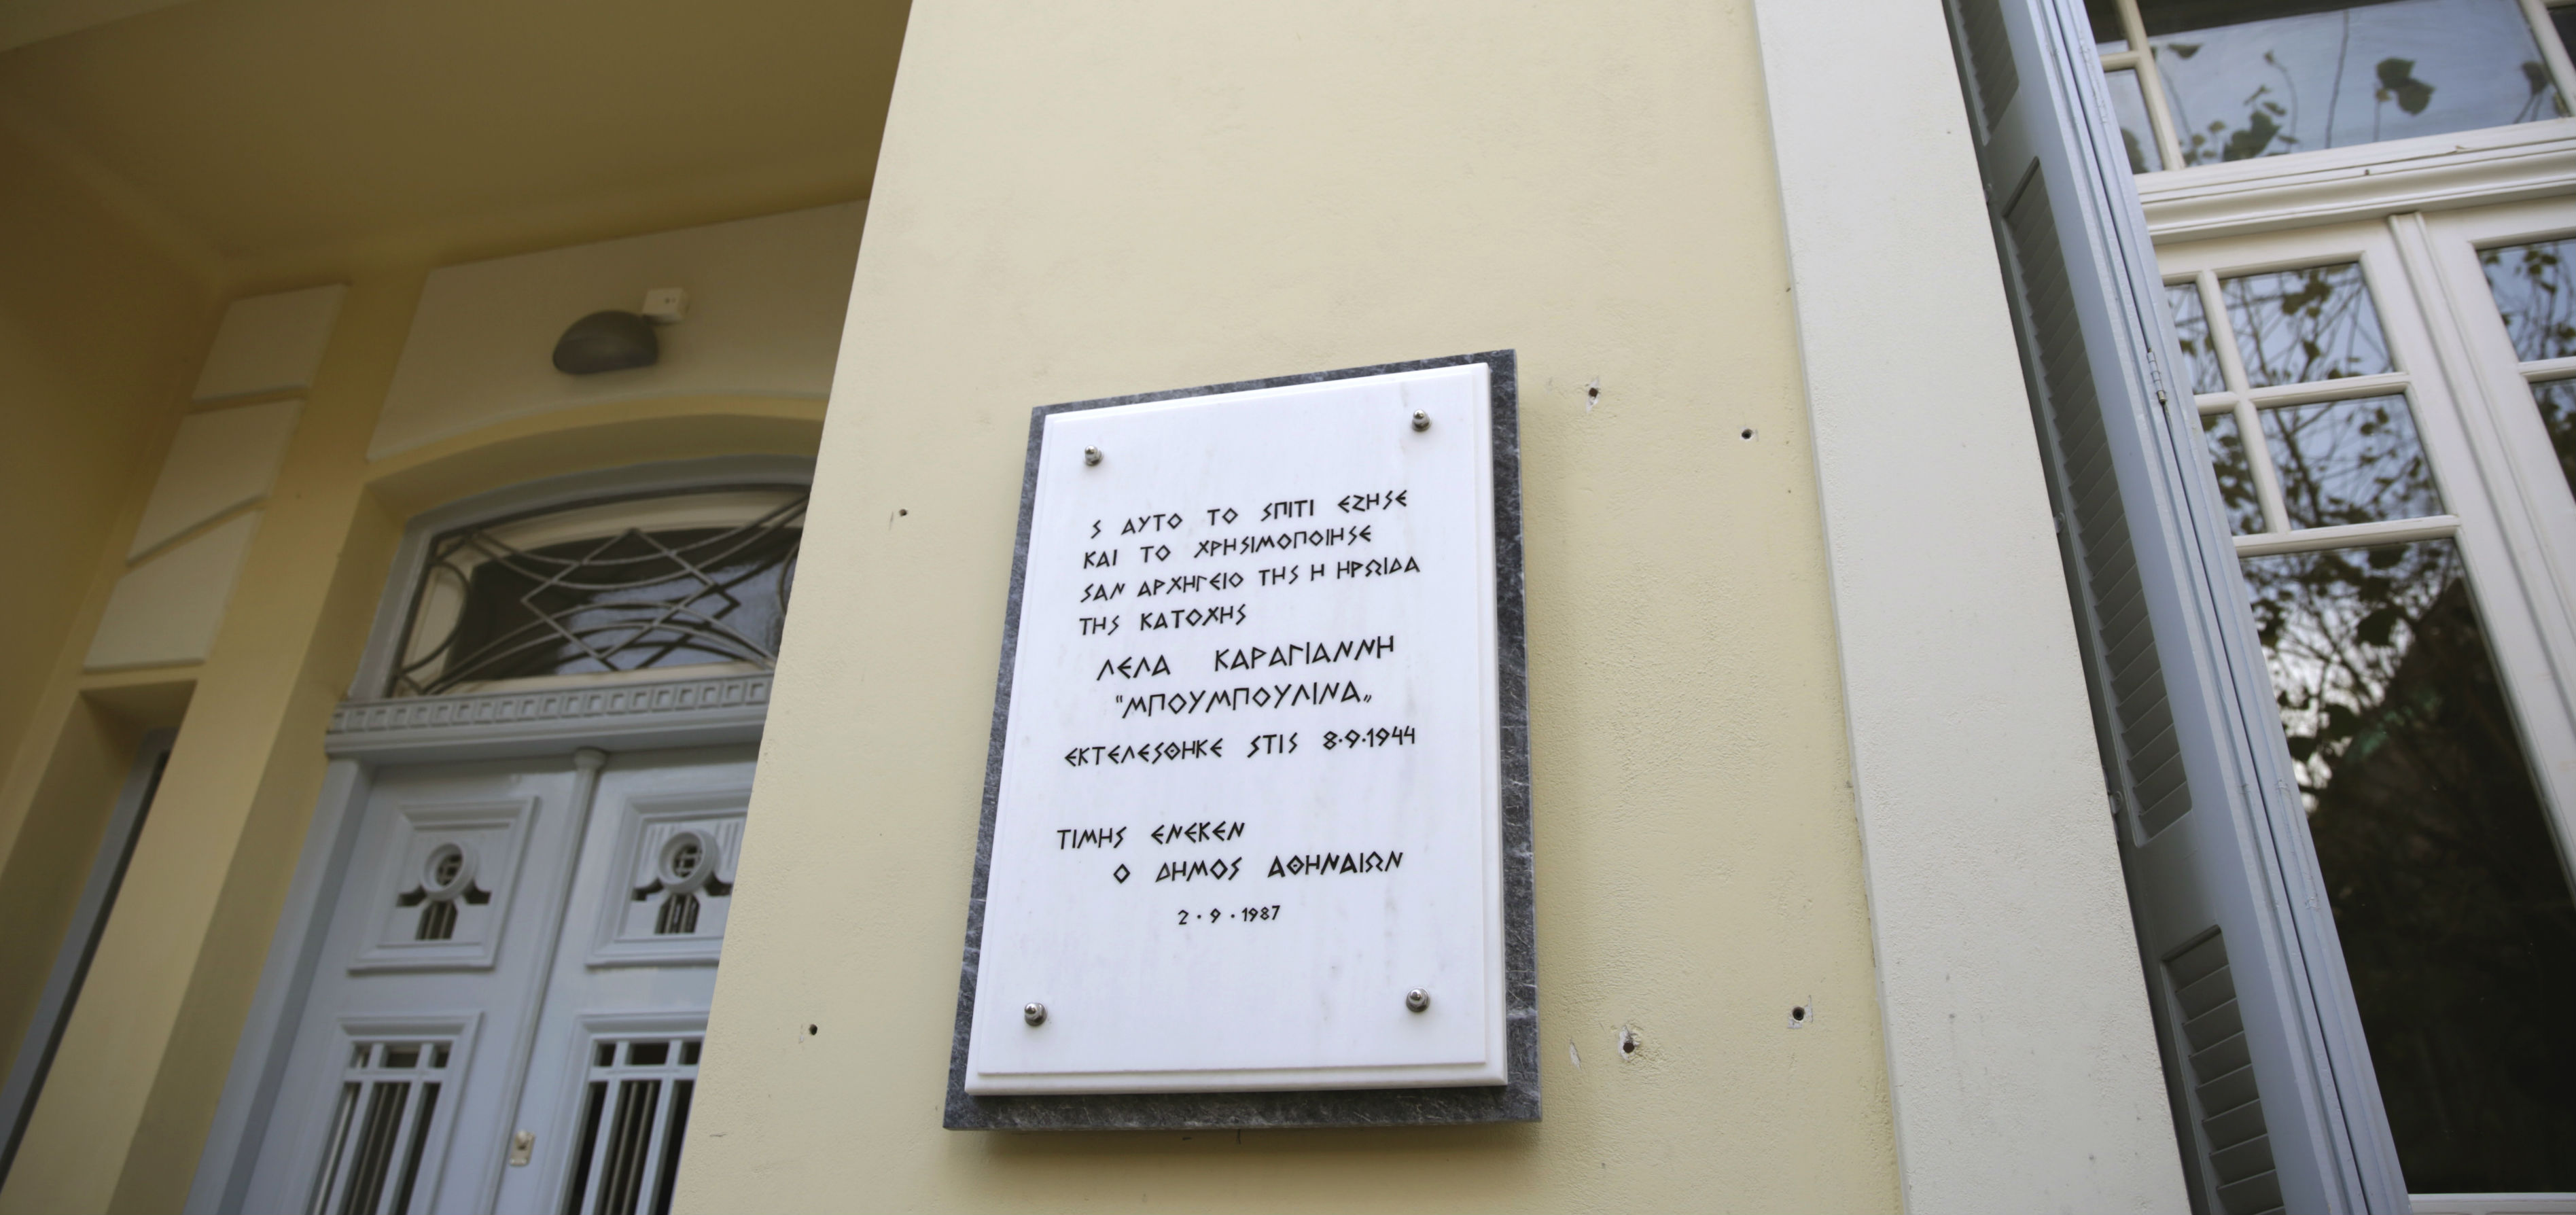 Σ ΑΥΤΟ ΤΟ ΣΠΙΤΙ ΕΖΗΣΕ
ΚΑΙ ΤΟ ΧΡΗΣΙΜΟΠΟΙΗΣΕ
ΣΑΝ ΑΡΧΗΓΕΙΟ ΤΗΣ Η ΗΡΩΙΔΑ
ΤΗΣ ΚΑΤΟΧΗΣ
ΛΕΛΑ ΚΑΡΑΓΙΑΝΝΗ
“ΜΠΟΥΜΠΟΥΛΙΝΑ„
ΕΚΤΕΛΕΣΘΗΚΕ ΣΤΙΣ 8·9·1944
ΤΙΜΗΣ ΕΝΕΚΕΝ
Ο ΔΗΜΟΣ ΑΘΗΝΑΙΩΝ
2·9·1987